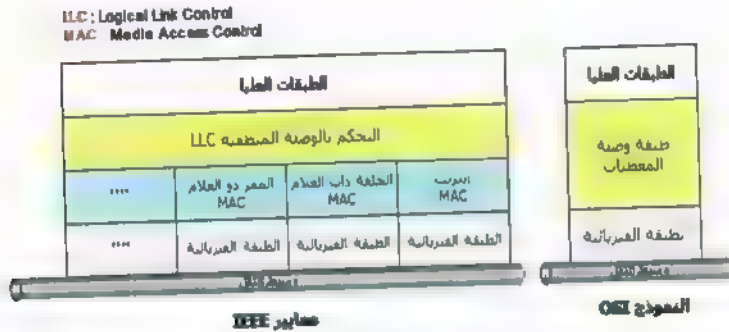 LLC : Logical Link Control
MAC Media Access Control
الطبقات العليا
التحكم بالوصلة المنطقية LLC
.... الممر ذو العلام الحلقة ذات العلام إيثرنت
MAC MAC MAC
.... الطبقة الفيزيائية الطبقة الفيزيائية الطبقة الفيزيائية
معايير IEEE
الطبقات العليا
طبقة وصلة
المعطيات
الطبقة الفيزيائية
النموذج OSI